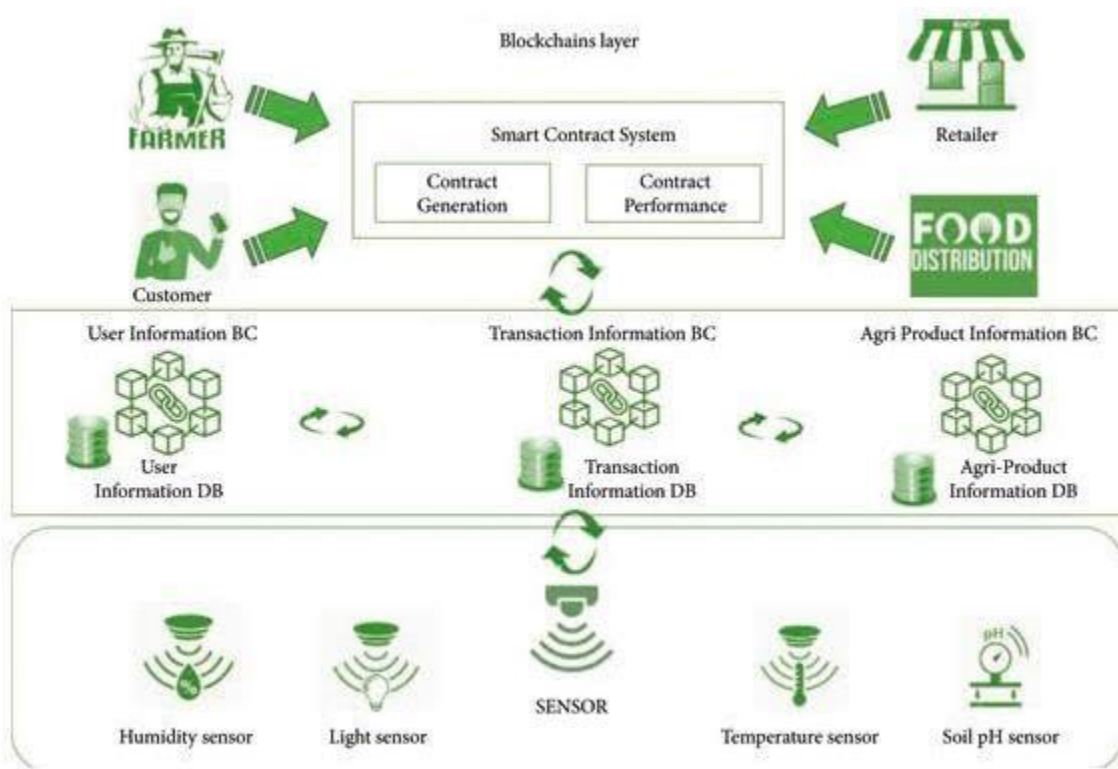 Blockchains layer
FARMER
SHOP
Retailer
Smart Contract System
Contract
Generation
Contract
Performance
Customer
FOOD
DISTRIBUTION
User Information BC
Transaction Information BC
Agri Product Information BC
User
Information DB
Transaction
Information DB
Agri-Product
Information DB
%
pH
SENSOR
Humidity sensor
Light sensor
Temperature sensor
Soil pH sensor